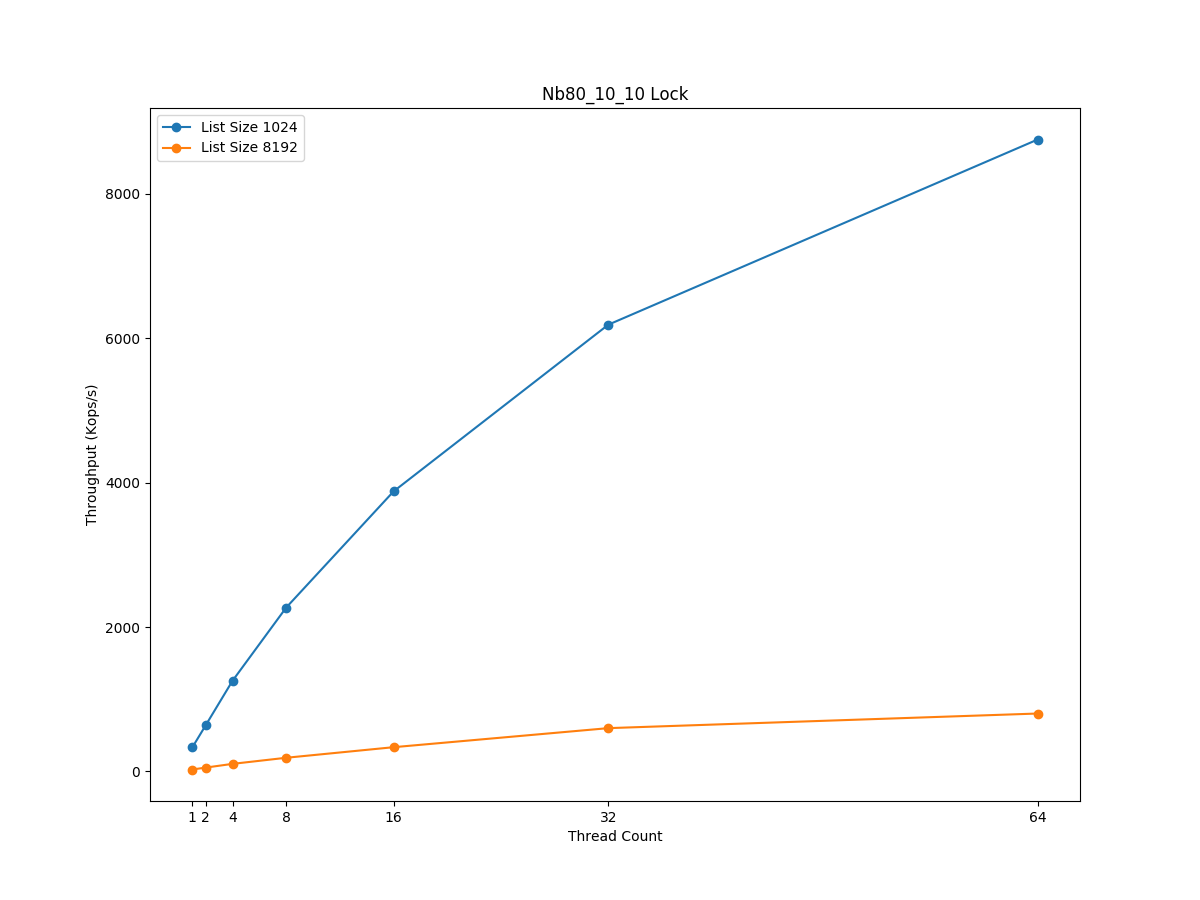 Nb80_10_10 Lock
List Size 1024
List Size 8192
Throughput (Kops/s)
8000
6000
4000
2000
0
1 2 4 8 16 32 64
Thread Count